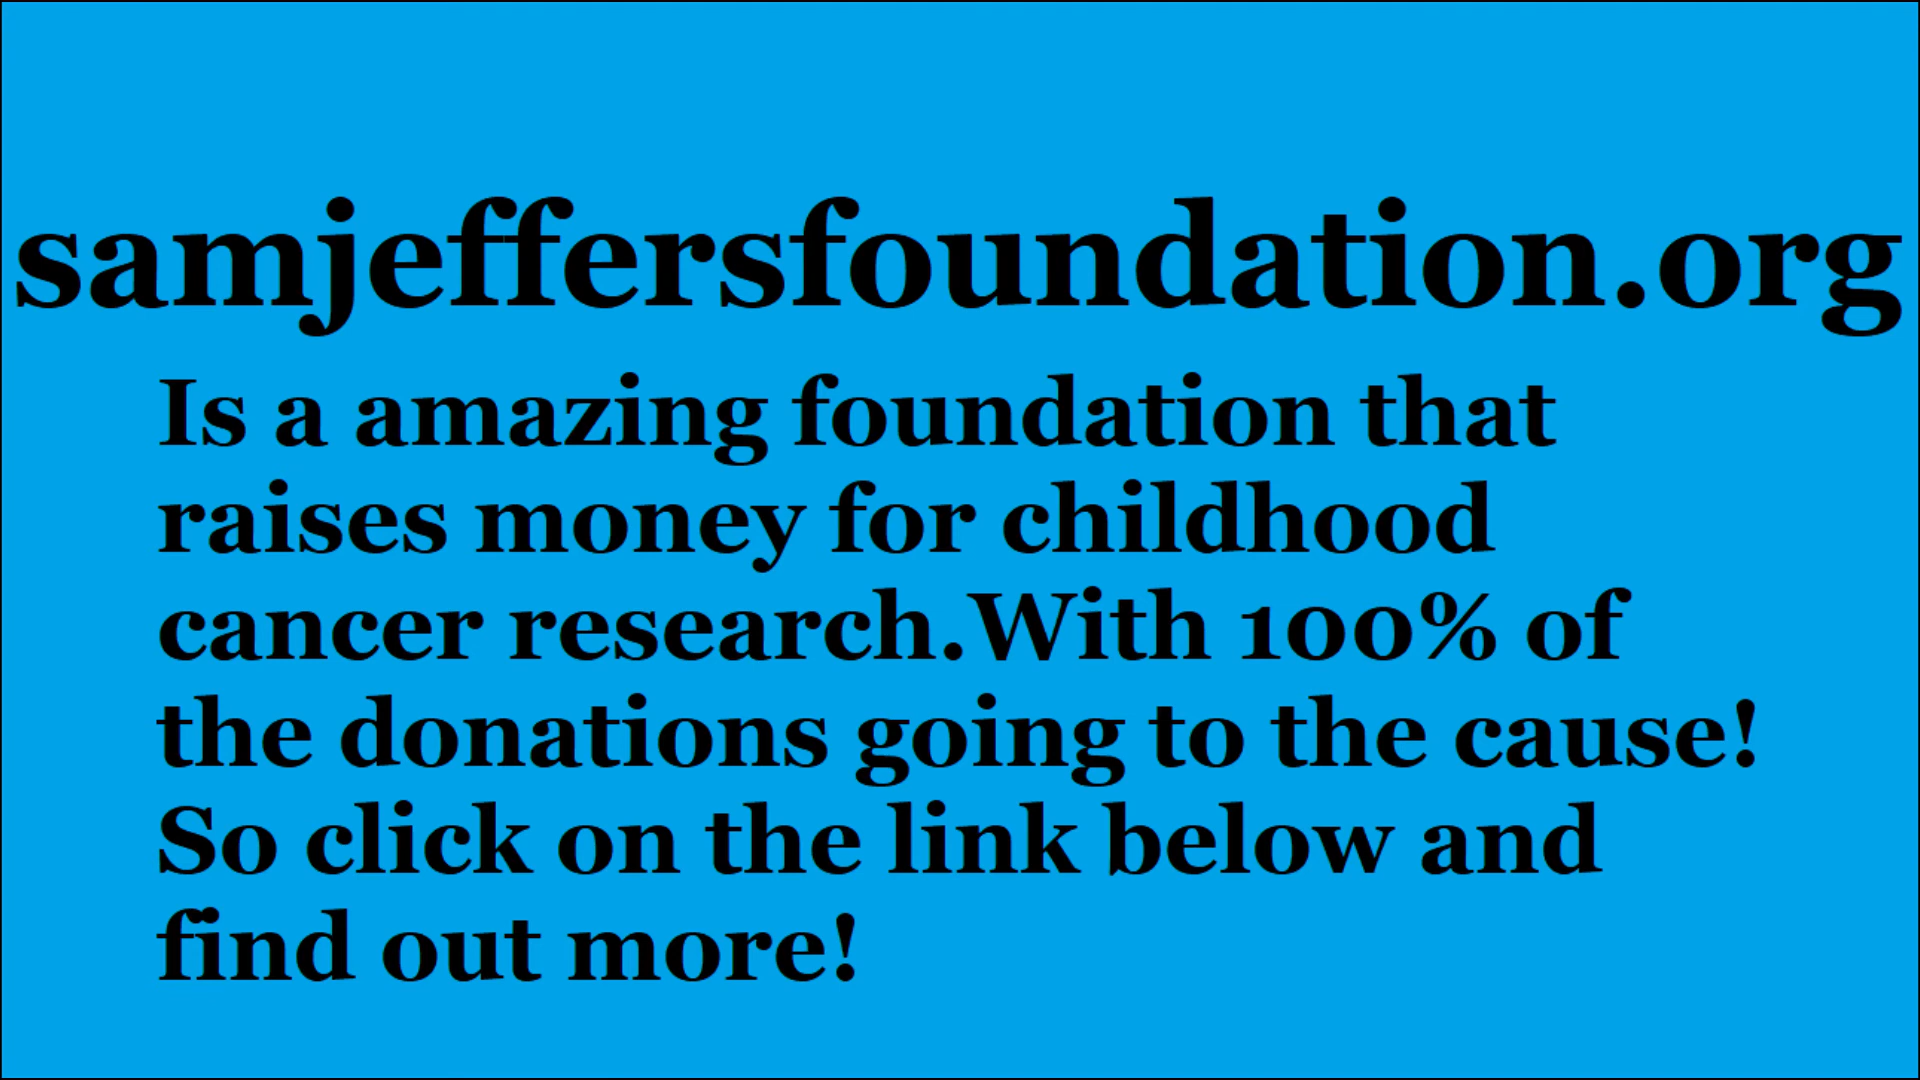 samjeffersfoundation.org
Is a amazing foundation that
raises money for childhood
cancer research.With 100% of
the donations going to the cause!
So click on the link below and
find out more!